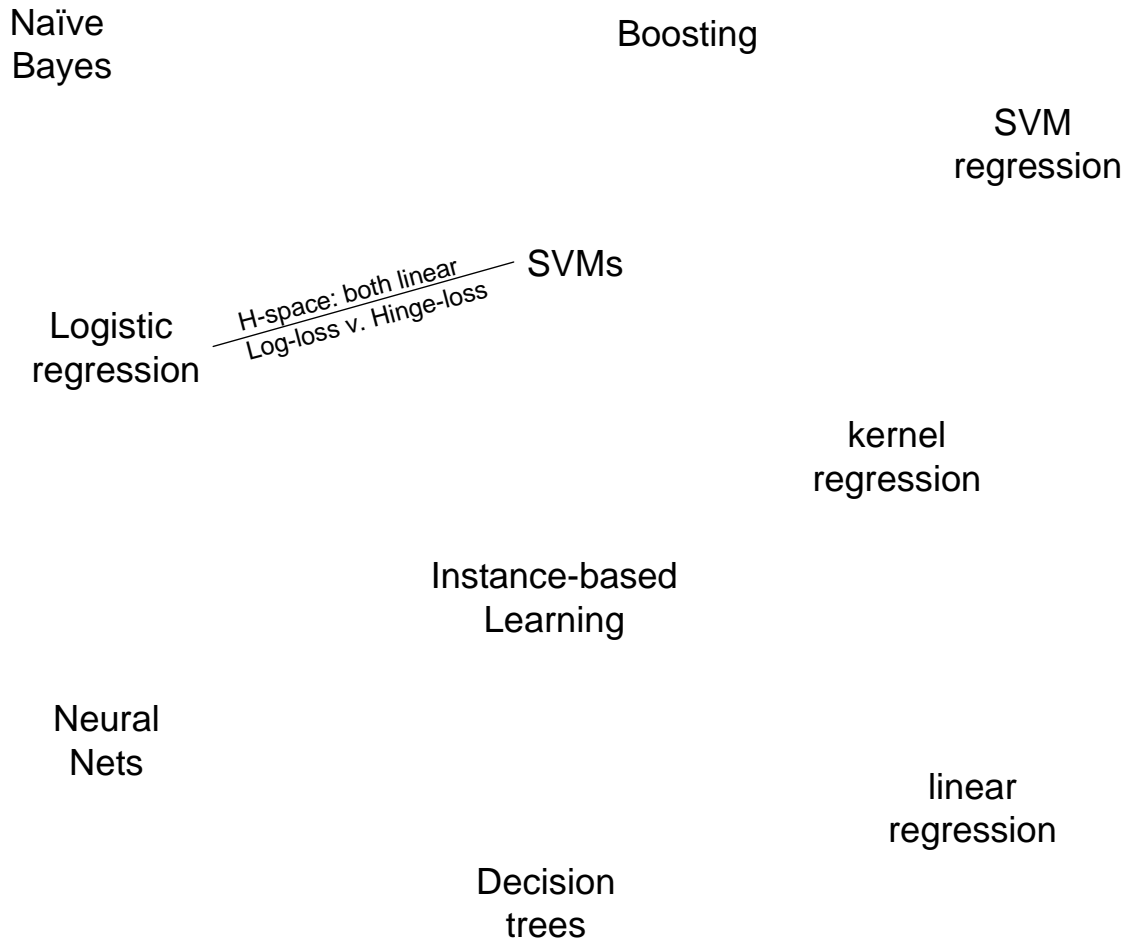 Naïve
Bayes
Boosting
SVM
regression
SVMs
H-space: both linear
Log-loss v. Hinge-loss
Logistic
regression
kernel
regression
Instance-based
Learning
Neural
Nets
linear
regression
Decision
trees